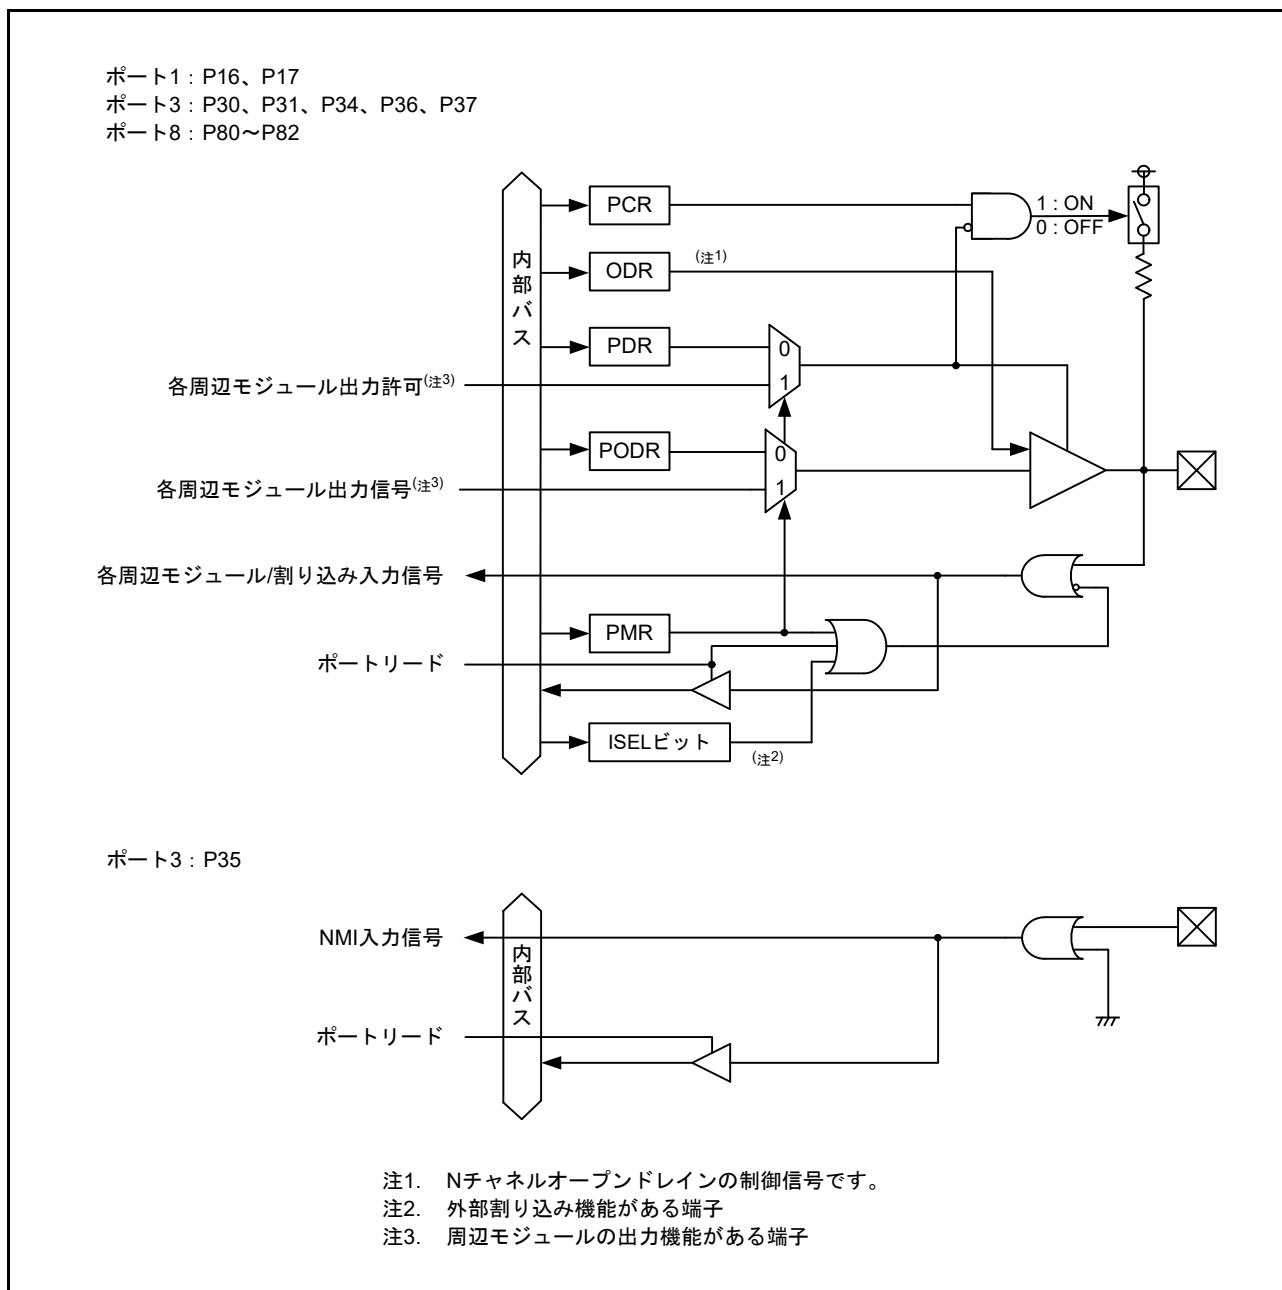 ポート1：P16、P17
ポート3：P30、P31、P34、P36、P37
ポート8：P80～P82
内部バス
PCR
1 : ON
0 : OFF
ODR
(注1)
PDR
0
1
各周辺モジュール出力許可(注3)
PODR
0
1
各周辺モジュール出力信号(注3)
各周辺モジュール/割り込み入力信号
PMR
ポートリード
ISELビット
(注2)
ポート3：P35
NMI入力信号
内部バス
ポートリード
注1. Nチャネルオープンドレインの制御信号です。
注2. 外部割り込み機能がある端子
注3. 周辺モジュールの出力機能がある端子